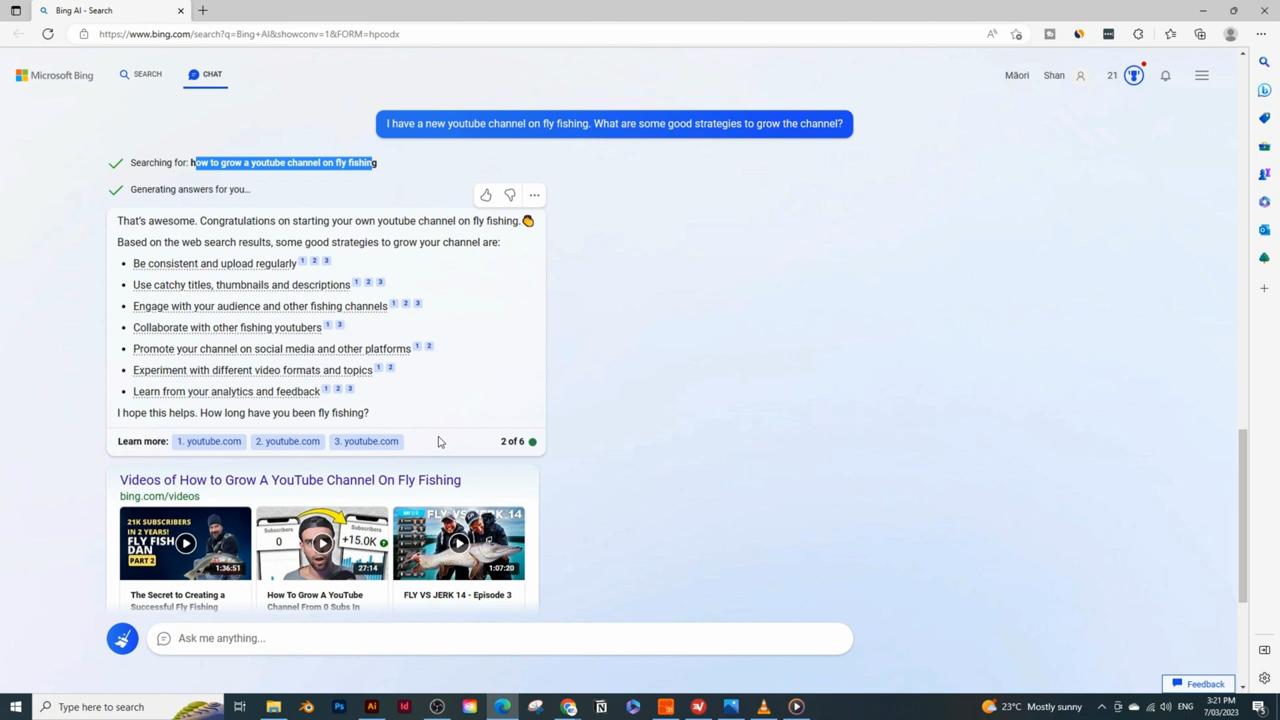 Bing AI - Search
https://www.bing.com/search?q=Bing+AI&showconv=1&FORM=hpcodx
Microsoft Bing
SEARCH
CHAT
Māori
Shan
21
I have a new youtube channel on fly fishing. What are some good strategies to grow the channel?
Searching for: how to grow a youtube channel on fly fishing
Generating answers for you...
That's awesome. Congratulations on starting your own youtube channel on fly fishing.
Based on the web search results, some good strategies to grow your channel are:
Be consistent and upload regularly 1 2 3
Use catchy titles, thumbnails and descriptions 1 2 3
Engage with your audience and other fishing channels 1 2 3
Collaborate with other fishing youtubers 1 3
Promote your channel on social media and other platforms 1 2
Experiment with different video formats and topics 1 2
Learn from your analytics and feedback 1 2 3
I hope this helps. How long have you been fly fishing?
Learn more: 1. youtube.com 2. youtube.com 3. youtube.com 2 of 6
Videos of How to Grow A YouTube Channel On Fly Fishing
bing.com/videos
21K SUBSCRIBERS
IN 2 YEARS!
FLY FISH
DAN
PART 2
1:36:51
Subscribers
0
Subscribers
+15.0K
27:14
FLY VS JERK 14
1:07:20
The Secret to Creating a
Successful Fly Fishing
How To Grow A YouTube
Channel From 0 Subs In
FLY VS JERK 14 - Episode 3
Ask me anything...
Feedback
Type here to search
Ps
Ai
Id
23°C Mostly sunny
ENG
3:21 PM
7/03/2023
5